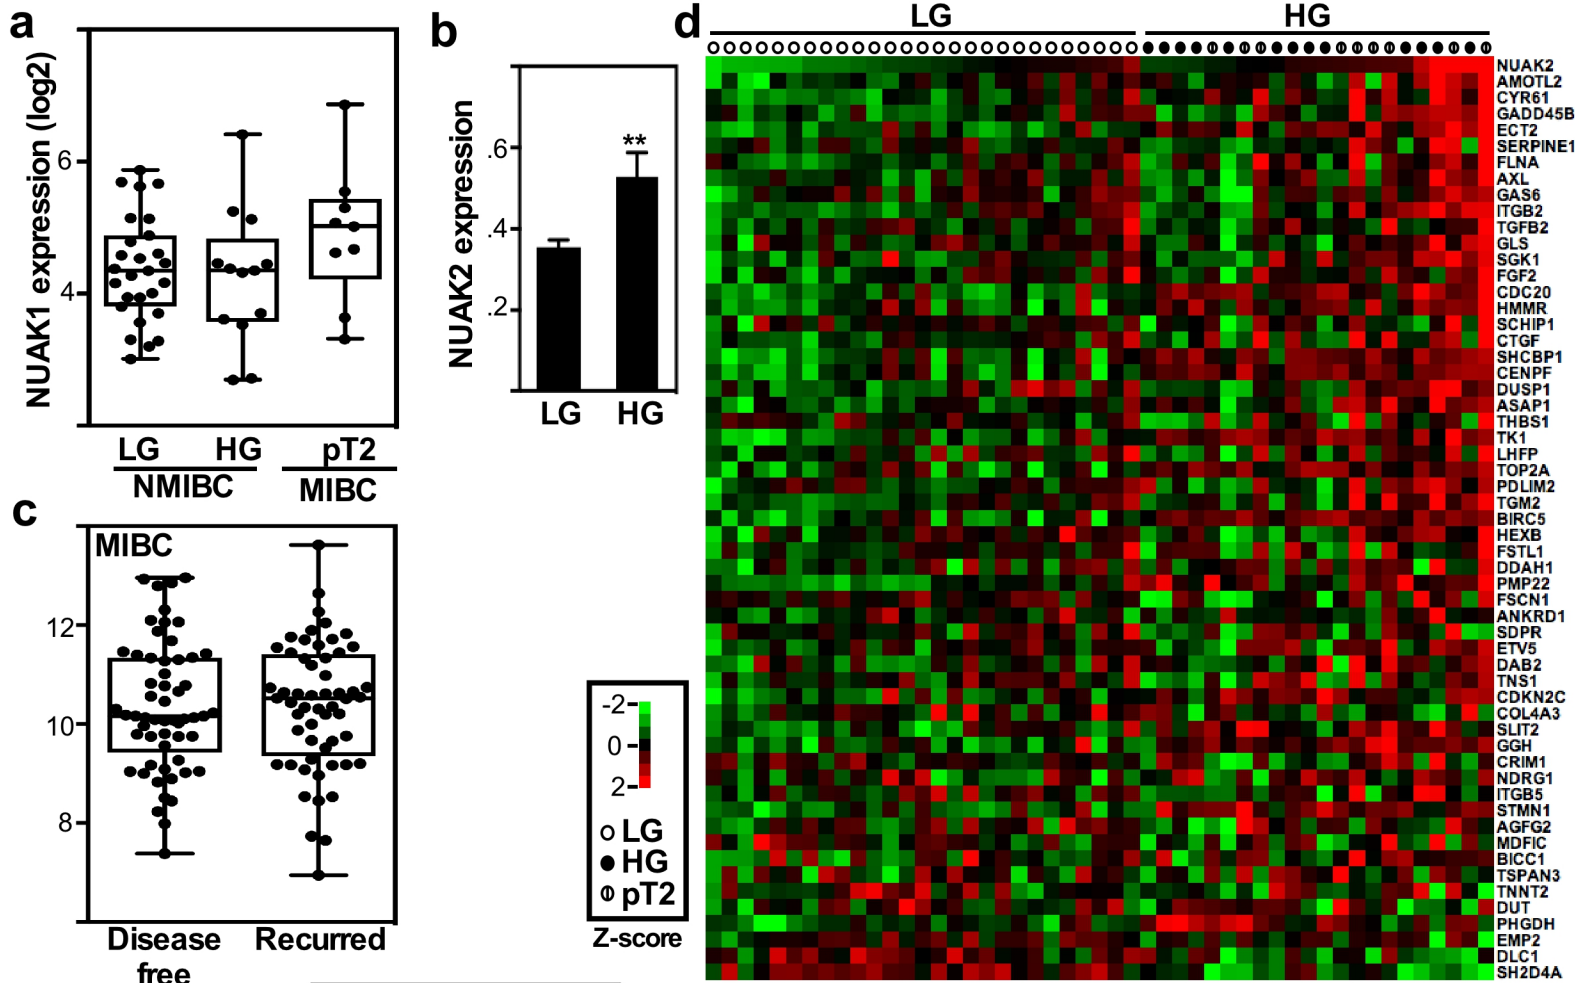 a
NUAK1 expression (log2)
6
4
LG
HG
pT2
NMIBC
MIBC
b
NUAK2 expression
.6
.4
.2
**
LG
HG
c
MIBC
12
10
8
Disease
free
Recurred
-2
0
2
LG
HG
pT2
Z-score
d
LG
HG
NUAK2
AMOTL2
CYR61
GADD45B
ECT2
SERPINE1
FLNA
AXL
GAS6
ITGB2
TGFB2
GLS
SGK1
FGF2
CDC20
HMMR
SCHIP1
CTGF
SHCBP1
CENPF
DUSP1
ASAP1
THBS1
TK1
LHFP
TOP2A
PDLIM2
TGM2
BIRC5
HEXB
FSTL1
DDAH1
PMP22
FSCN1
ANKRD1
SDPR
ETV5
DAB2
TNS1
CDKN2C
COL4A3
SLIT2
GGH
CRIM1
NDRG1
ITGB5
STMN1
AGFG2
MDFIC
BICC1
TSPAN3
TNNT2
DUT
PHGDH
EMP2
DLC1
SH2D4A